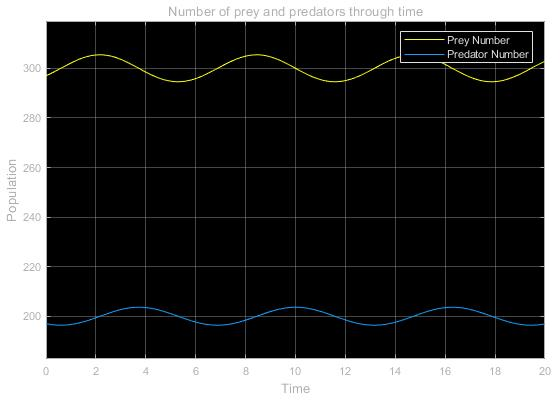 Number of prey and predators through time
Prey Number
Predator Number
300
280
260
240
220
200
Population
0 2 4 6 8 10 12 14 16 18 20
Time